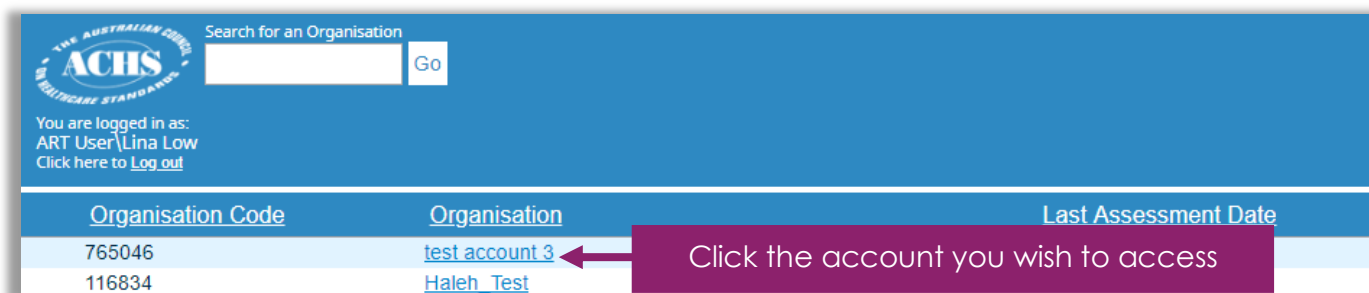 THE AUSTRALIAN COUNCIL
ACHS
ON HEALTHCARE STANDARDS
Search for an Organisation
Go
You are logged in as:
ART User\Lina Low
Click here to Log out
Organisation Code Organisation Last Assessment Date
765046 test account 3 Click the account you wish to access
116834 Haleh_Test